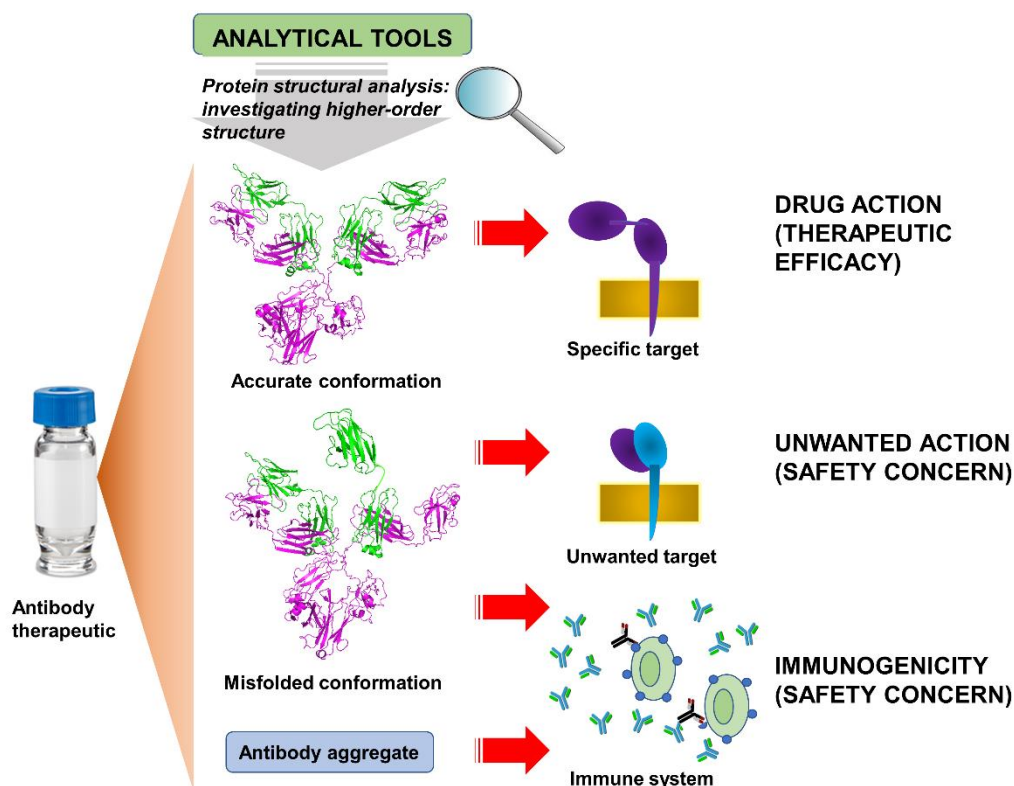 ANALYTICAL TOOLS
Protein structural analysis:
investigating higher-order
structure
Accurate conformation
Specific target
DRUG ACTION
(THERAPEUTIC
EFFICACY)
Antibody
therapeutic
Misfolded conformation
Unwanted target
UNWANTED ACTION
(SAFETY CONCERN)
IMMUNOGENICITY
(SAFETY CONCERN)
Antibody aggregate
Immune system